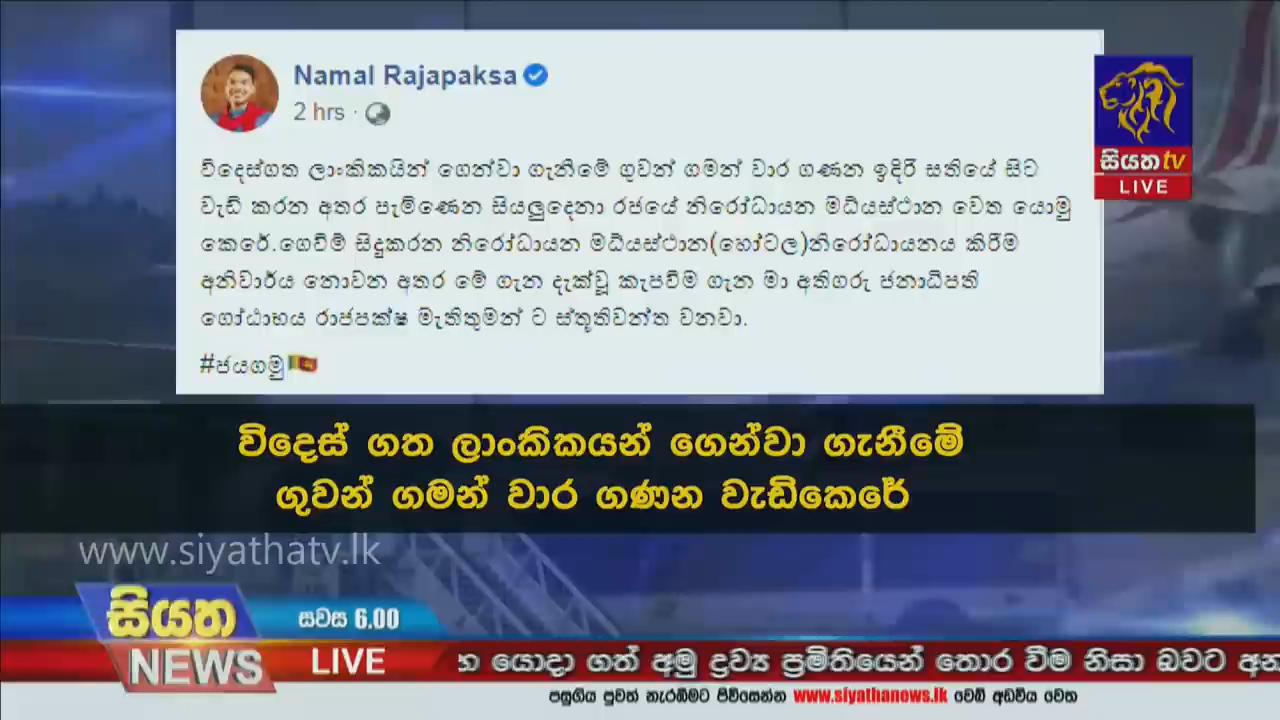 Namal Rajapaksa
2 hrs ·
විදෙස්ගත ලාංකිකයින් ගෙන්වා ගැනීමේ ගුවන් ගමන් වාර ගණන ඉදිරි සතියේ සිට
වැඩි කරන අතර පැමිණෙන සියලුදෙනා රජයේ නිරෝධායන මධ්‍යස්ථාන වෙත යොමු
කෙරේ.ගෙවීම් සිදුකරන නිරෝධායන මධ්‍යස්ථාන(හෝටල)නිරෝධායනය කිරීම
අනිවාර්ය නොවන අතර මේ ගැන දැක්වූ කැපවීම ගැන මා අතිගරු ජනාධිපති
ගෝඨාභය රාජපක්ෂ මැතිතුමන් ට ස්තූතිවන්ත වනවා.
#ජයගමු
සියත tv
LIVE
විදෙස් ගත ලාංකිකයන් ගෙන්වා ගැනීමේ
ගුවන් ගමන් වාර ගණන වැඩිකෙරේ
www.siyathatv.lk
සියත
NEWS
සවස 6.00
LIVE
යොදා ගත් අමු ද්‍රව්‍ය ප්‍රමිතියෙන් තොර වීම නිසා බවට
පසුගිය පුවත් නැරඹීමට පිවිසෙන්න www.siyathanews.lk වෙබ් අඩවිය වෙත